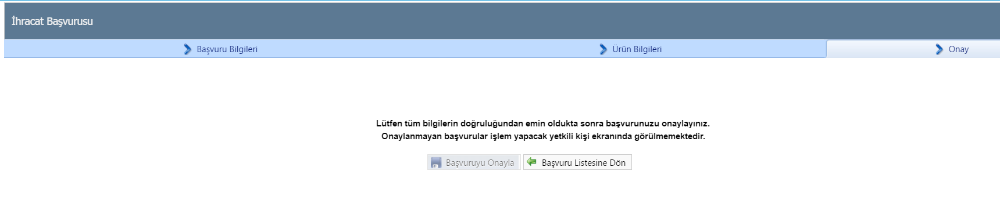 İhracat Başvurusu
Başvuru Bilgileri
Ürün Bilgileri
Onay
Lütfen tüm bilgilerin doğruluğundan emin oldukta sonra başvurunuzu onaylayınız.
Onaylanmayan başvurular işlem yapacak yetkili kişi ekranında görülmemektedir.
Başvuruyu Onayla
Başvuru Listesine Dön